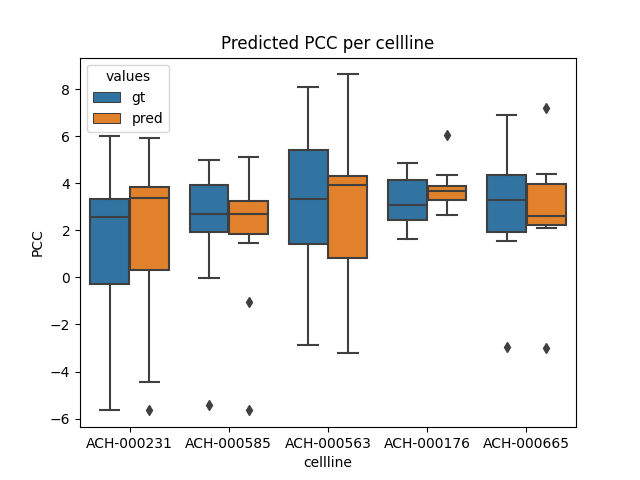 Predicted PCC per cellline
values
gt
pred
PCC
8
6
4
2
0
−2
−4
−6
ACH-000231 ACH-000585 ACH-000563 ACH-000176 ACH-000665
cellline